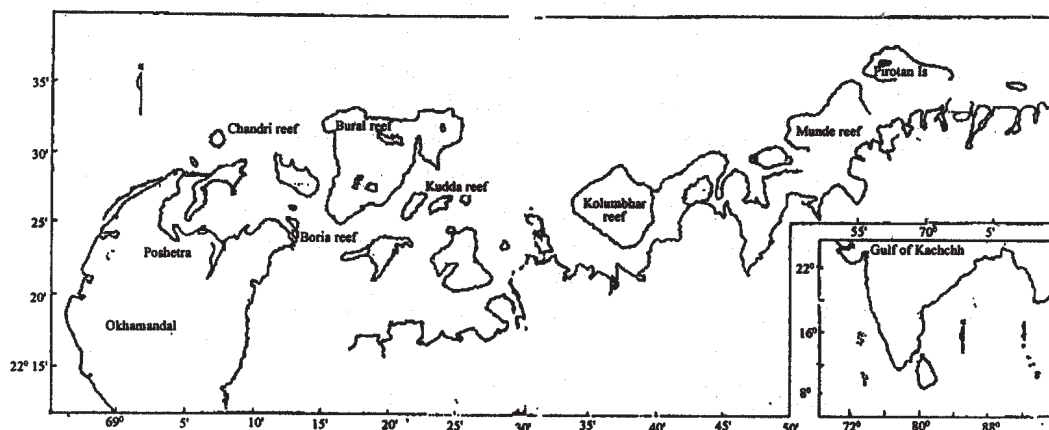 Pirotan Is
35'
Chandri reef
Bural reef
Munde reef
30'
Kudda reef
Kolumbhar
reef
25'
Boria reef
Poshetra
55'
70°
5'
Gulf of Kachchh
22°
20'
Okhamandal
16°
22° 15'
8°
69°
5'
10'
15'
20'
25'
30'
35'
40'
45'
50'
72°
80°
88°